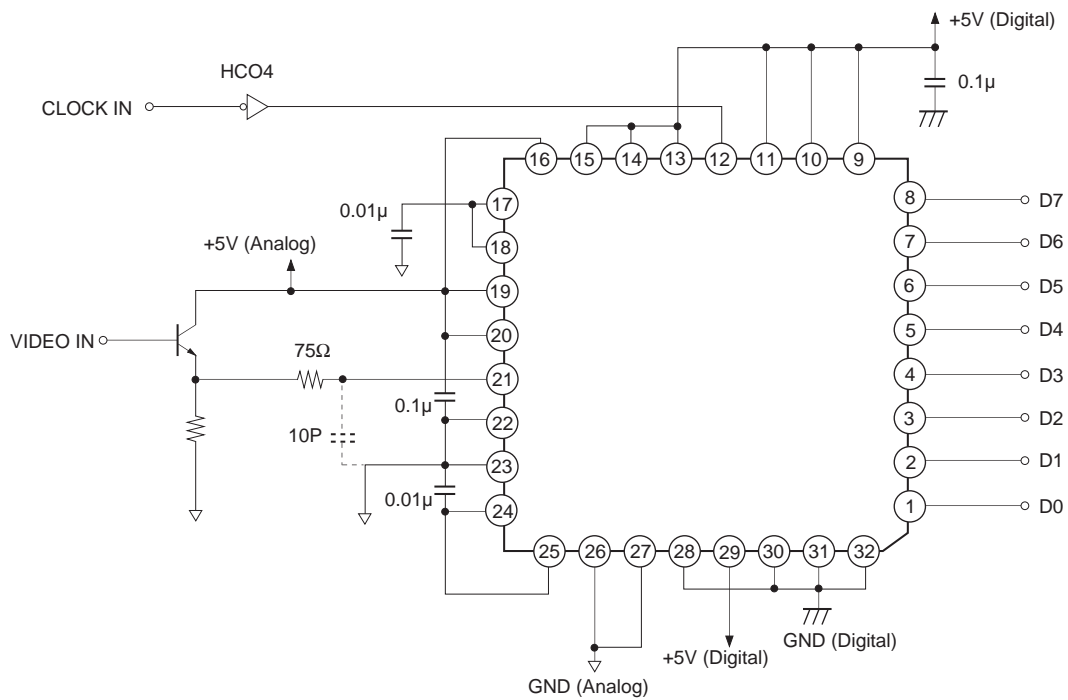 +5V (Digital)
HCO4
0.1µ
CLOCK IN
16 15 14 13 12 11 10 9
17
0.01µ
18
+5V (Analog)
19
20
VIDEO IN
75Ω
21
0.1µ
22
10P
23
0.01µ
24
8 D7
7 D6
6 D5
5 D4
4 D3
3 D2
2 D1
1 D0
25 26 27 28 29 30 31 32
GND (Digital)
+5V (Digital)
GND (Analog)